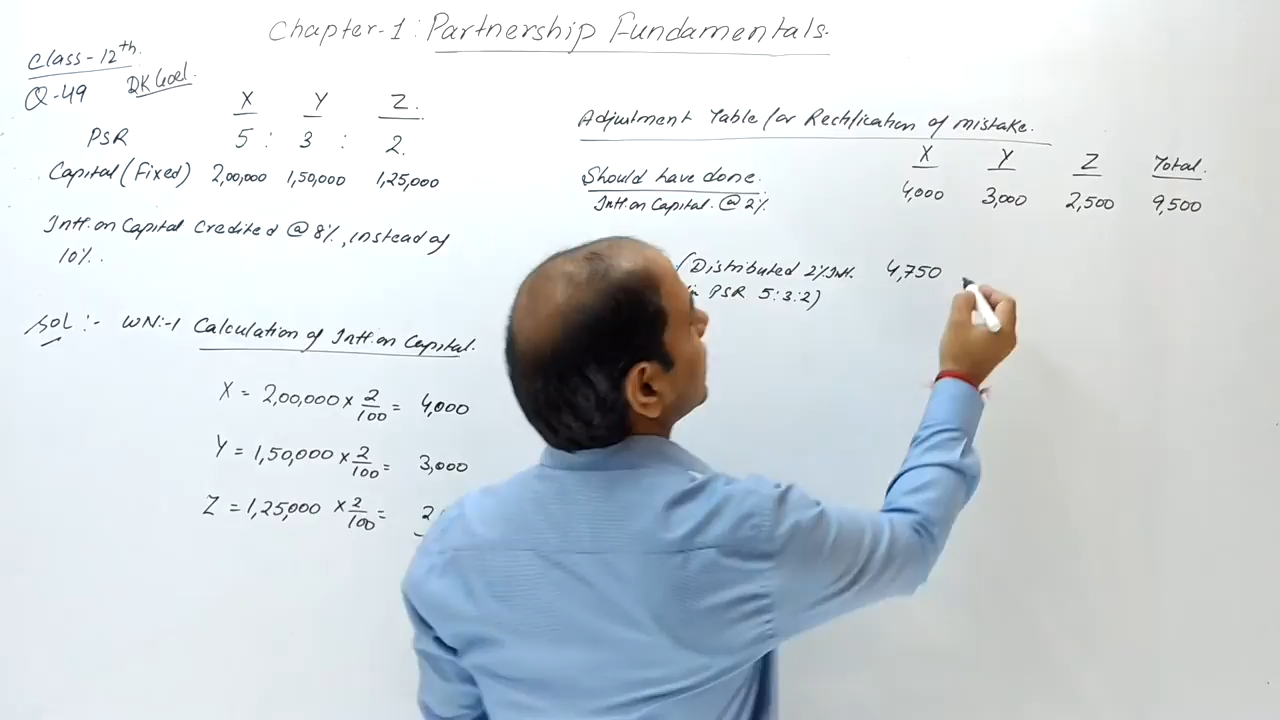 Chapter-1: Partnership Fundamentals.
Class-12th.
Q-49 DK Goel.
X Y Z.
PSR 5 : 3 : 2.
Capital (Fixed) 2,00,000 1,50,000 1,25,000
Intt. on Capital Credited @ 8%, instead of
10%.
Sol:- WN:-1 Calculation of Intt. on Capital.
X = 2,00,000 × 2/100 = 4,000
Y = 1,50,000 × 2/100 = 3,000
Z = 1,25,000 × 2/100 = 2
Adjustment Table for Rectification of mistake.
X Y Z Total.
Should have done.
Intt. on Capital. @ 2% 4,000 3,000 2,500 9,500
(Distributed 2% Intt. 4,750
PSR 5:3:2)